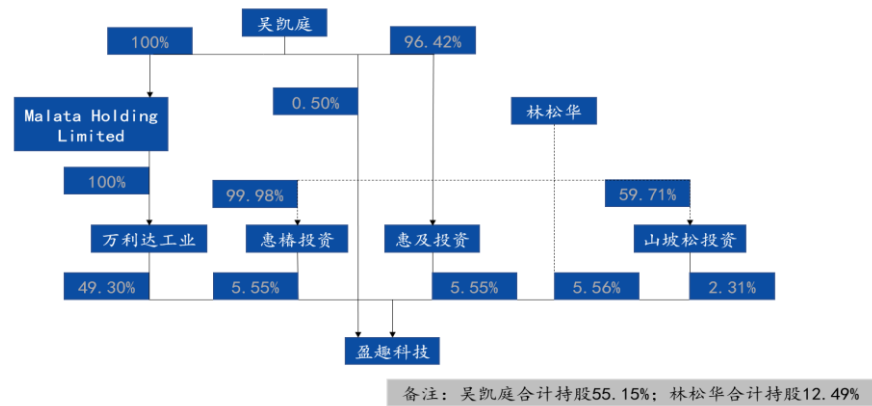 吴凯庭
100%
96.42%
0.50%
林松华
Malata Holding
Limited
100%
99.98%
59.71%
万利达工业
惠椿投资
惠及投资
山坡松投资
49.30%
5.55%
5.55%
5.56%
2.31%
盈趣科技
备注：吴凯庭合计持股55.15%；林松华合计持股12.49%